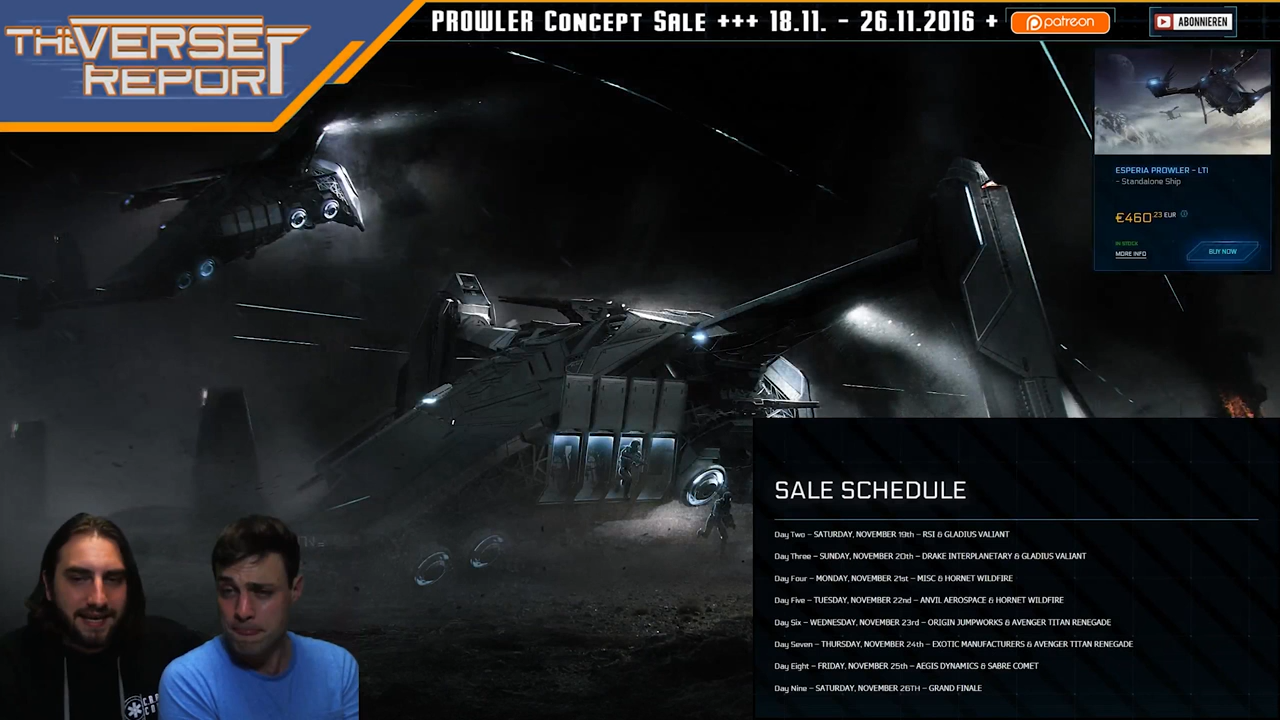 THE VERSE
REPORT
PROWLER CONCEPT SALE +++ 18.11. - 26.11.2016 +
patreon
ABONNIEREN
ESPERIA PROWLER - LTI
- Standalone Ship
€460.23 EUR
IN STOCK
MORE INFO
BUY NOW
SALE SCHEDULE
Day Two – SATURDAY, NOVEMBER 19th – RSI & GLADIUS VALIANT
Day Three – SUNDAY, NOVEMBER 20th – DRAKE INTERPLANETARY & GLADIUS VALIANT
Day Four – MONDAY, NOVEMBER 21st – MISC & HORNET WILDFIRE
Day Five – TUESDAY, NOVEMBER 22nd – ANVIL AEROSPACE & HORNET WILDFIRE
Day Six – WEDNESDAY, NOVEMBER 23rd – ORIGIN JUMPWORKS & AVENGER TITAN RENEGADE
Day Seven – THURSDAY, NOVEMBER 24th – EXOTIC MANUFACTURERS & AVENGER TITAN RENEGADE
Day Eight – FRIDAY, NOVEMBER 25th – AEGIS DYNAMICS & SABRE COMET
Day Nine – SATURDAY, NOVEMBER 26TH – GRAND FINALE